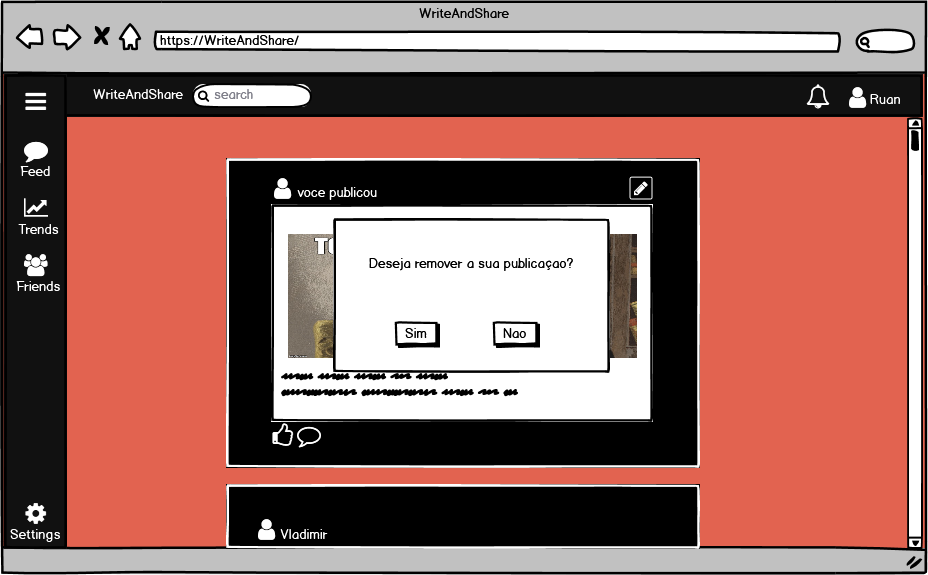 WriteAndShare
https://WriteAndShare/
WriteAndShare
search
Ruan
Feed
Trends
Friends
voce publicou
Deseja remover a sua publicaçao?
Sim
Nao
Settings
Vladimir